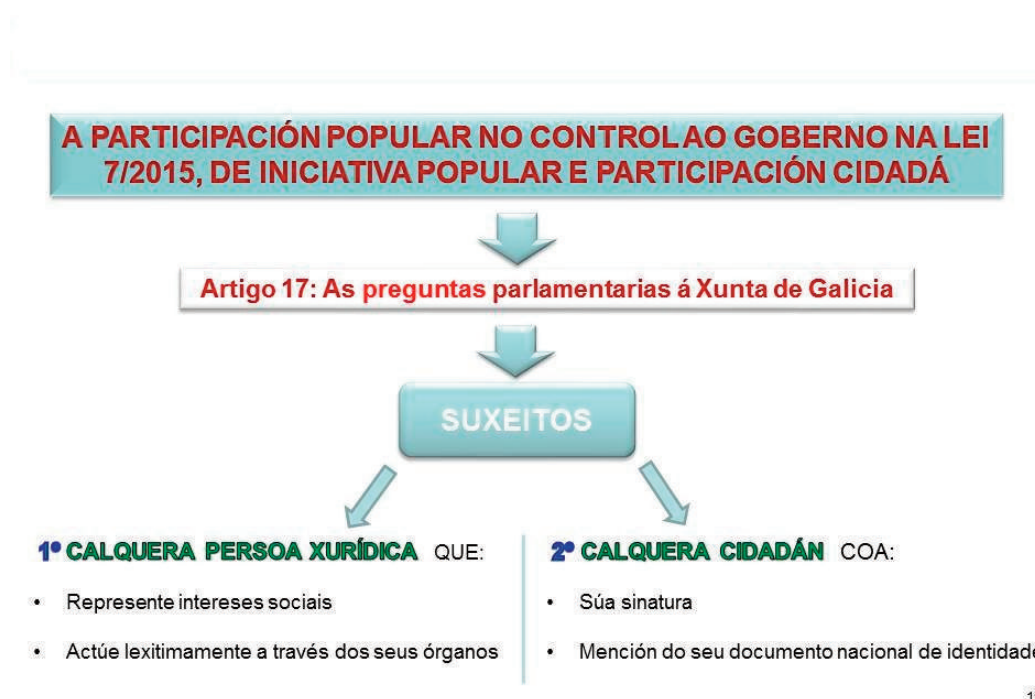 A PARTICIPACIÓN POPULAR NO CONTROL AO GOBERNO NA LEI
7/2015, DE INICIATIVA POPULAR E PARTICIPACIÓN CIDADÁ
Artigo 17: As preguntas parlamentarias á Xunta de Galicia
SUXEITOS
1º CALQUERA PERSOA XURÍDICA QUE:
• Represente intereses sociais
• Actúe lexitimamente a través dos seus órganos
2º CALQUERA CIDADÁN COA:
• Súa sinatura
• Mención do seu documento nacional de identidade